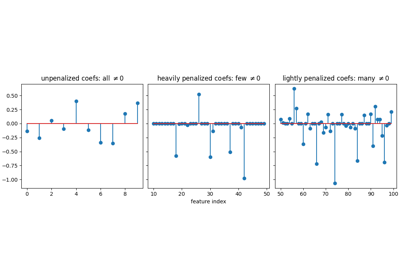 unpenalized coefs: all ≠0
heavily penalized coefs: few ≠0
lightly penalized coefs: many ≠0
0.50
0.25
0.00
−0.25
−0.50
−0.75
−1.00
0 2 4 6 8
10 20 30 40 50
50 60 70 80 90 100
feature index